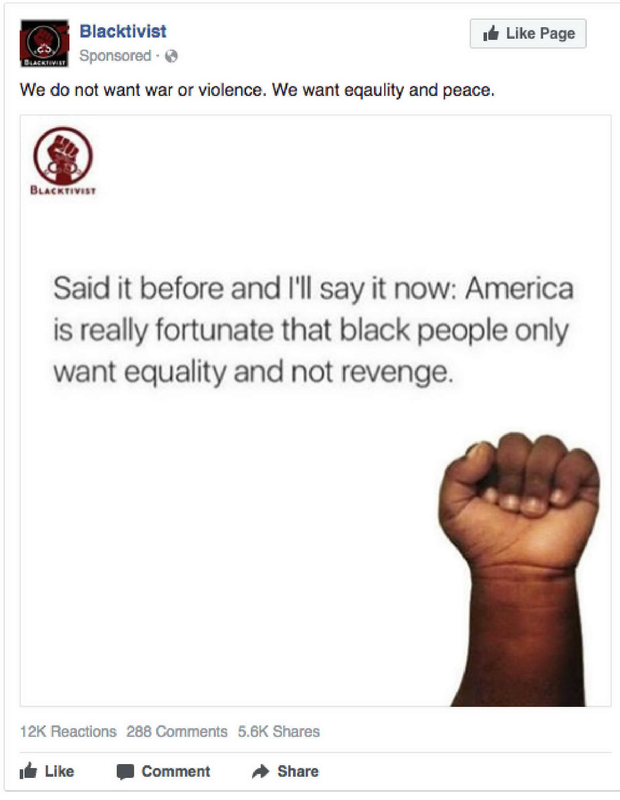 Blacktivist
Like Page
Sponsored ·
BLACKTIVIST
We do not want war or violence. We want eqaulity and peace.
BLACKTIVIST
Said it before and I'll say it now: America
is really fortunate that black people only
want equality and not revenge.
12K Reactions 288 Comments 5.6K Shares
Like Comment Share